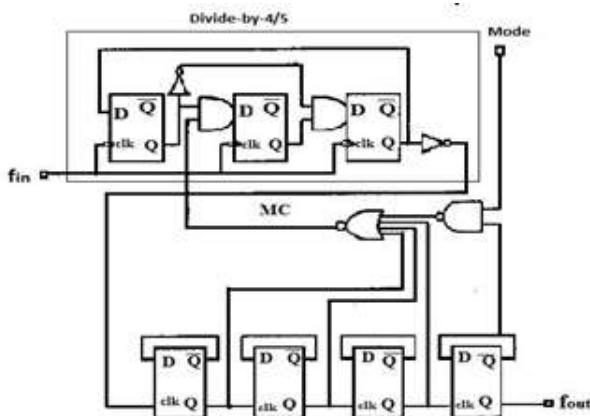 Divide-by-4/5
Mode
D Q D Q D Q
clk Q clk Q clk Q
fin
MC
D Q D Q D Q D Q
clk Q clk Q clk Q clk Q
fout